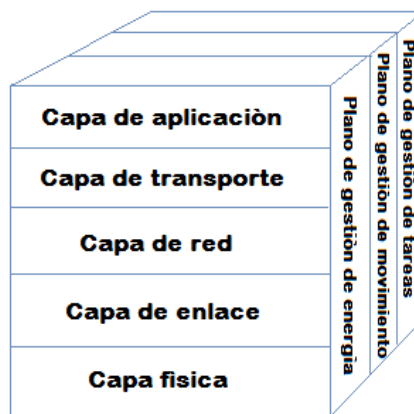 Capa de aplicaciòn
Capa de transporte
Capa de red
Capa de enlace
Capa fisica
Plano de gestiòn de energìa
Plano de gestiòn de movimiento
Plano de gestiòn de tareas